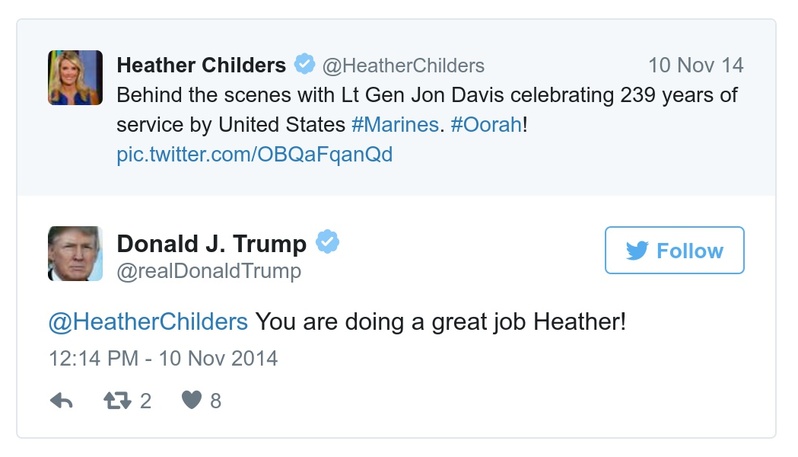 Heather Childers @HeatherChilders 10 Nov 14
Behind the scenes with Lt Gen Jon Davis celebrating 239 years of
service by United States #Marines. #Oorah!
pic.twitter.com/OBQaFqanQd
Donald J. Trump
@realDonaldTrump
Follow
@HeatherChilders You are doing a great job Heather!
12:14 PM - 10 Nov 2014
2 8